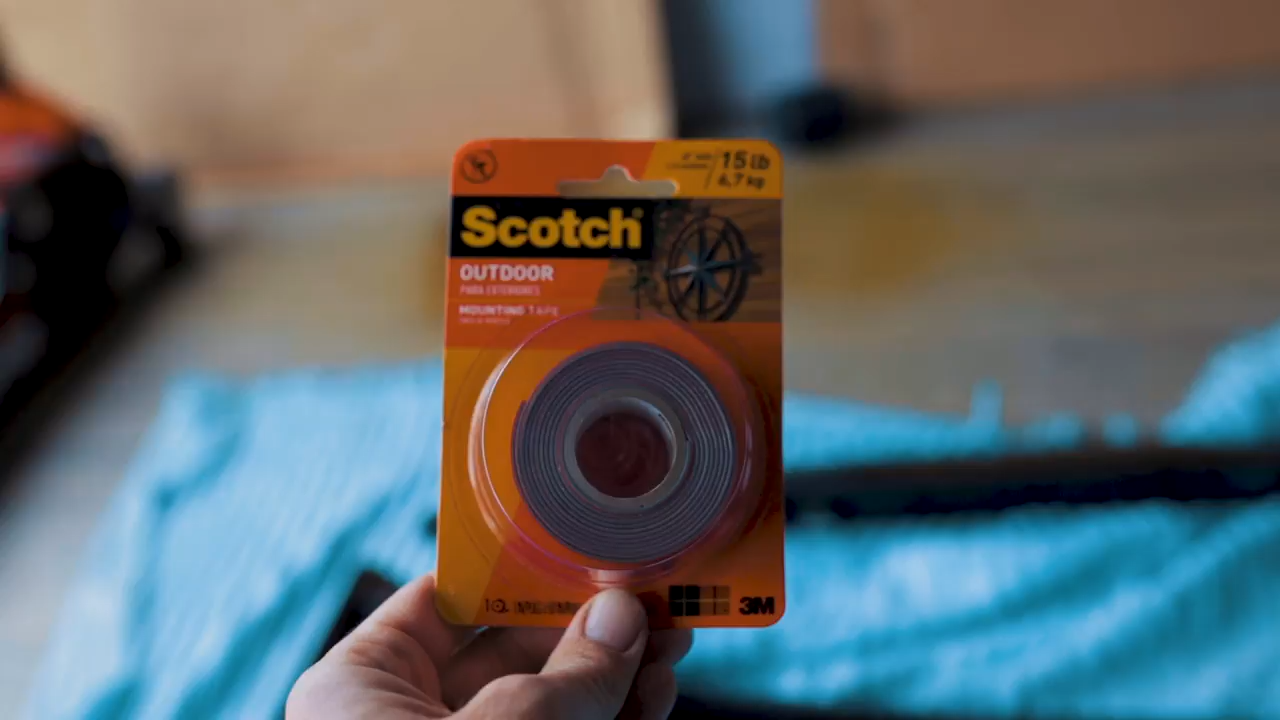 15 lb
6,7 kg
Scotch
OUTDOOR
PARA EXTERIORES
MOUNTING TAPE
3M